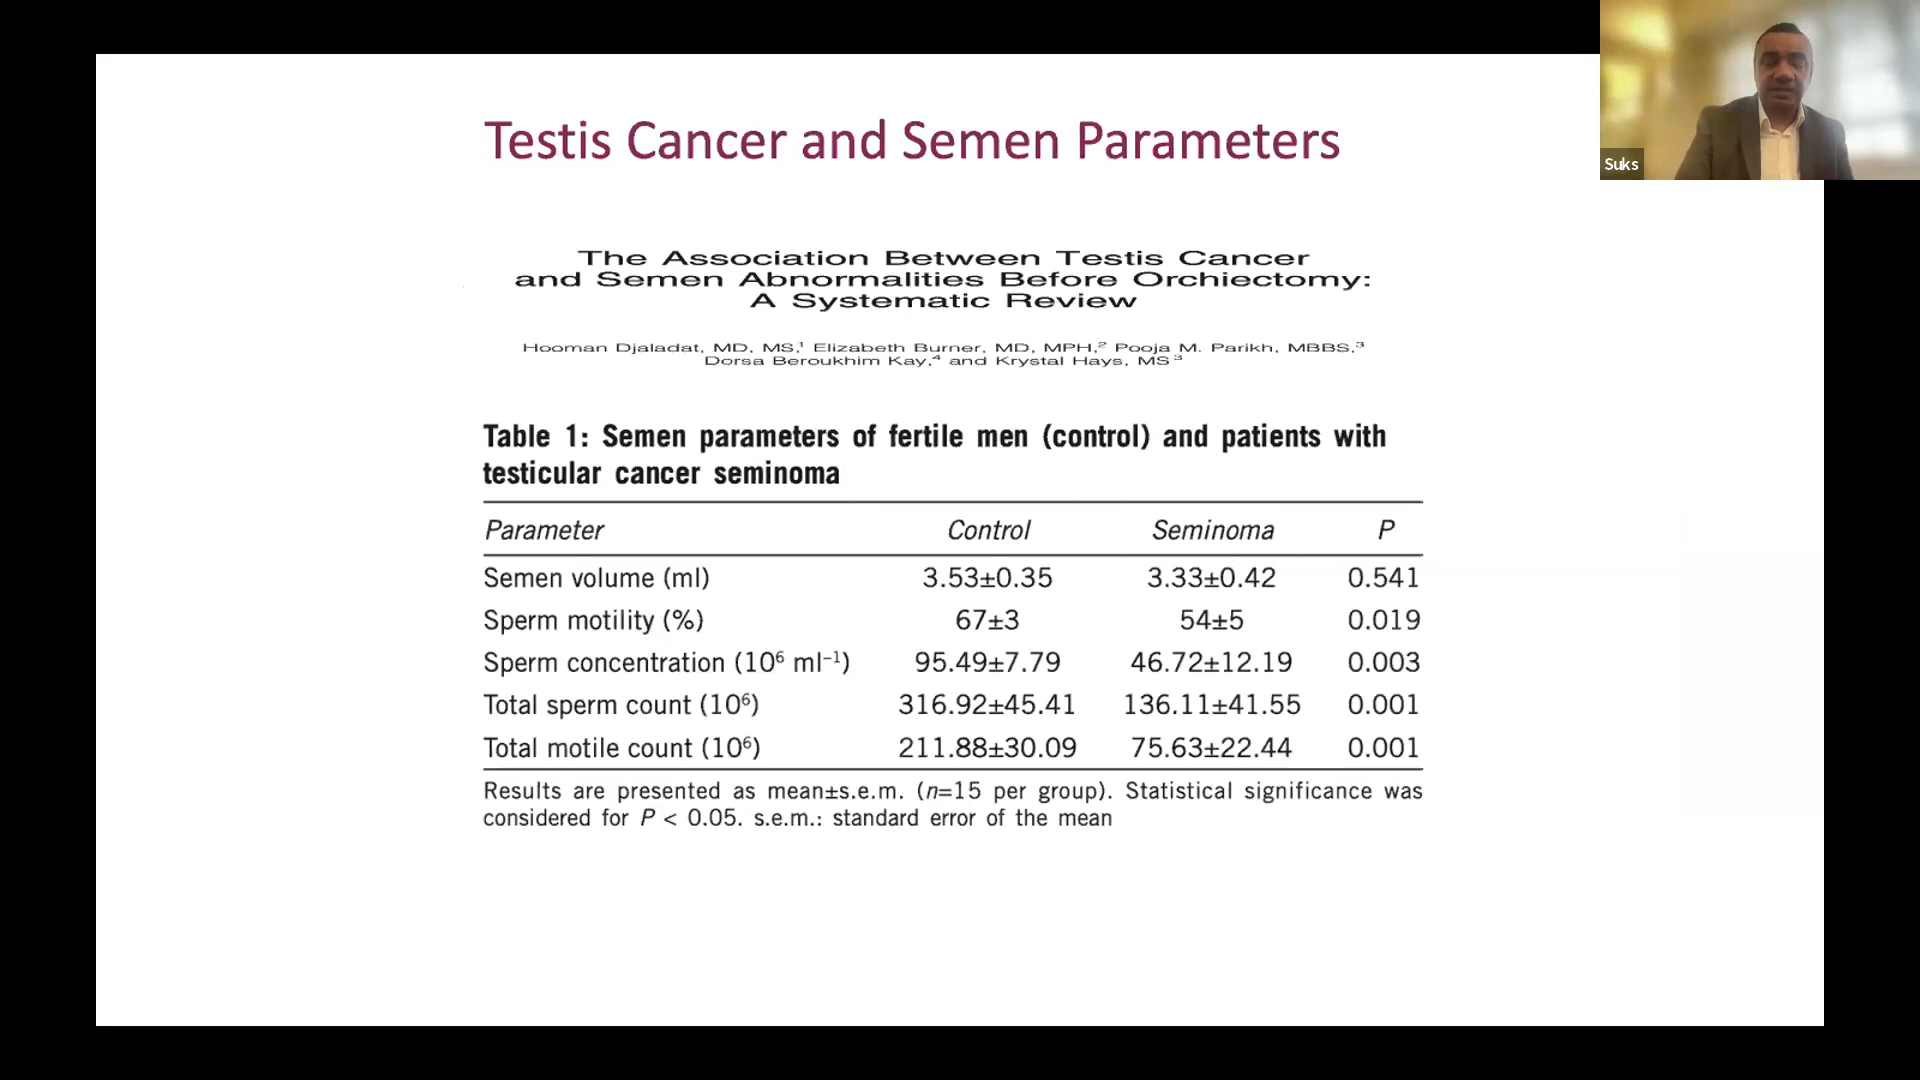 Testis Cancer and Semen Parameters
Suks
The Association Between Testis Cancer
and Semen Abnormalities Before Orchiectomy:
A Systematic Review
Hooman Djaladat, MD, MS,¹ Elizabeth Burner, MD, MPH,² Pooja M. Parikh, MBBS,³
Dorsa Beroukhim Kay,⁴ and Krystal Hays, MS³
Table 1: Semen parameters of fertile men (control) and patients with
testicular cancer seminoma
Parameter Control Seminoma P
Semen volume (ml) 3.53±0.35 3.33±0.42 0.541
Sperm motility (%) 67±3 54±5 0.019
Sperm concentration (10⁶ ml⁻¹) 95.49±7.79 46.72±12.19 0.003
Total sperm count (10⁶) 316.92±45.41 136.11±41.55 0.001
Total motile count (10⁶) 211.88±30.09 75.63±22.44 0.001
Results are presented as mean±s.e.m. (n=15 per group). Statistical significance was
considered for P < 0.05. s.e.m.: standard error of the mean